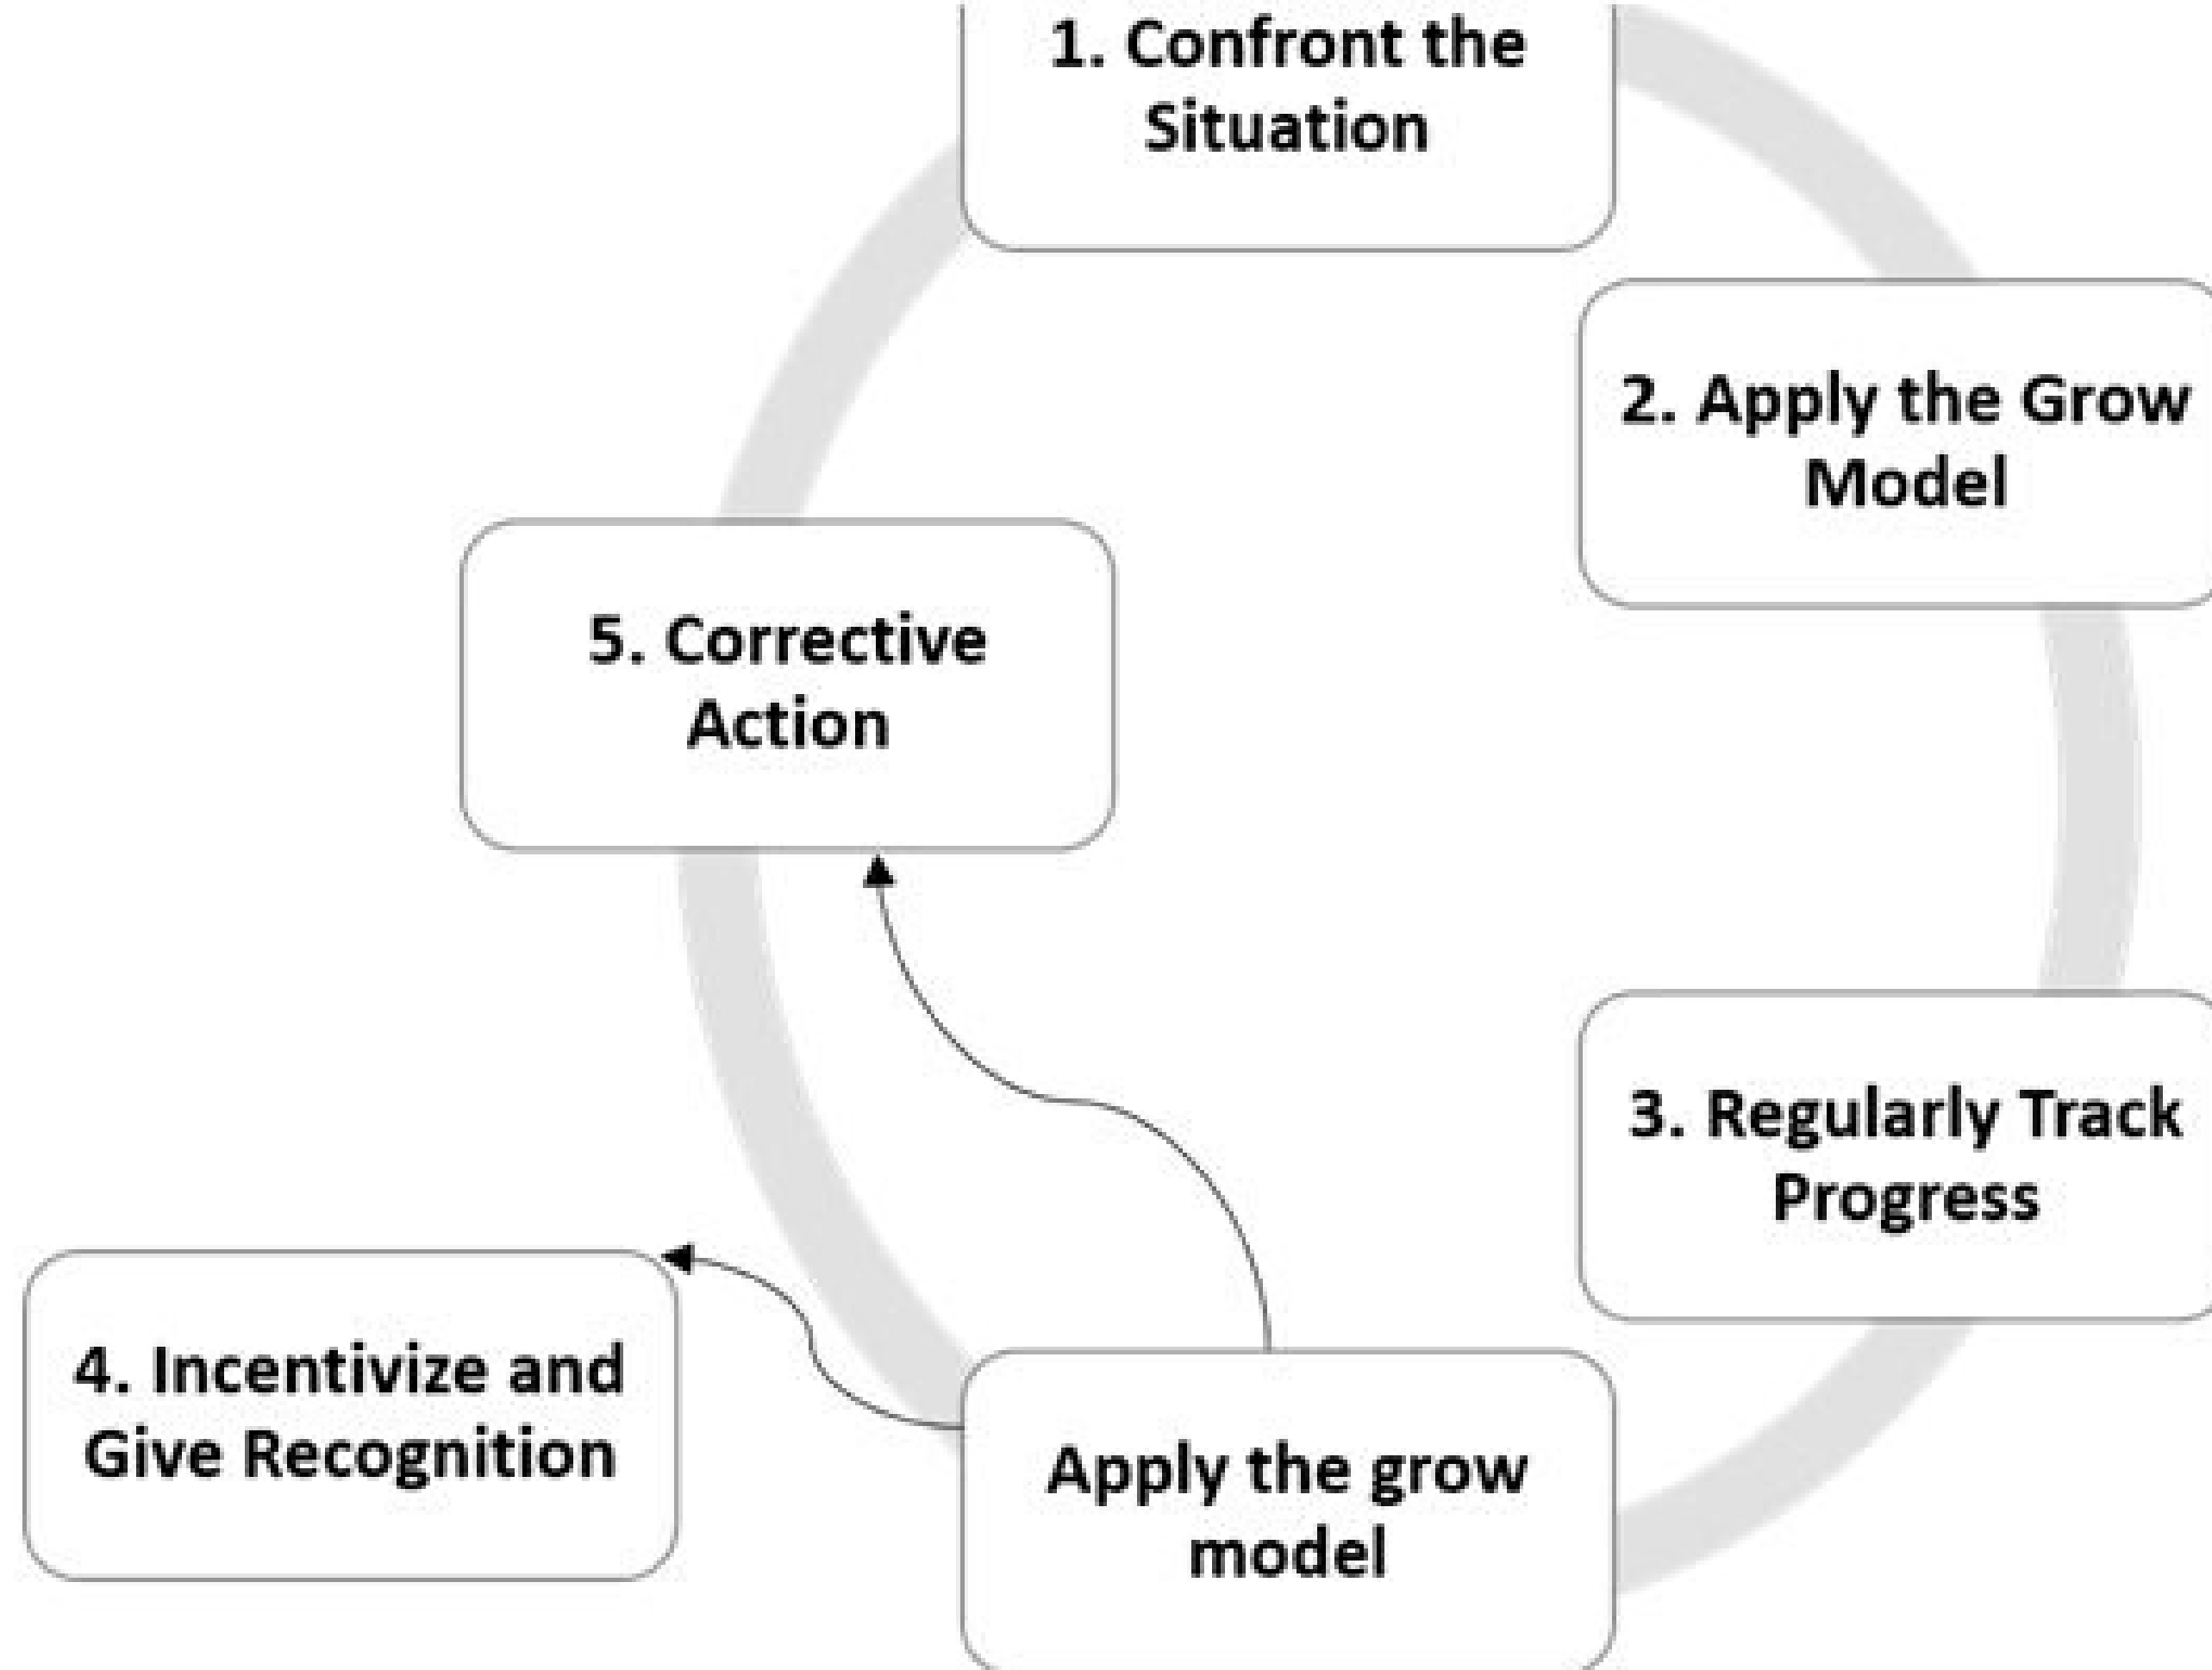 1. Confront the
Situation
2. Apply the Grow
Model
3. Regularly Track
Progress
Apply the grow
model
4. Incentivize and
Give Recognition
5. Corrective
Action